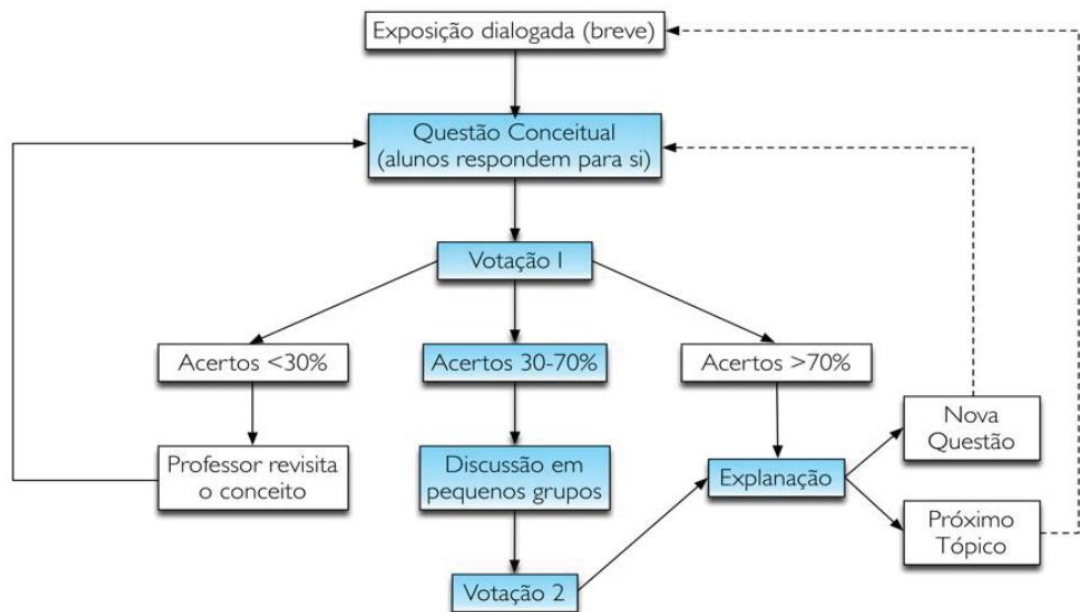 Exposição dialogada (breve)
Questão Conceitual
(alunos respondem para si)
Votação I
Acertos <30%
Acertos 30-70%
Acertos >70%
Professor revisita
o conceito
Discussão em
pequenos grupos
Explanação
Nova
Questão
Próximo
Tópico
Votação 2